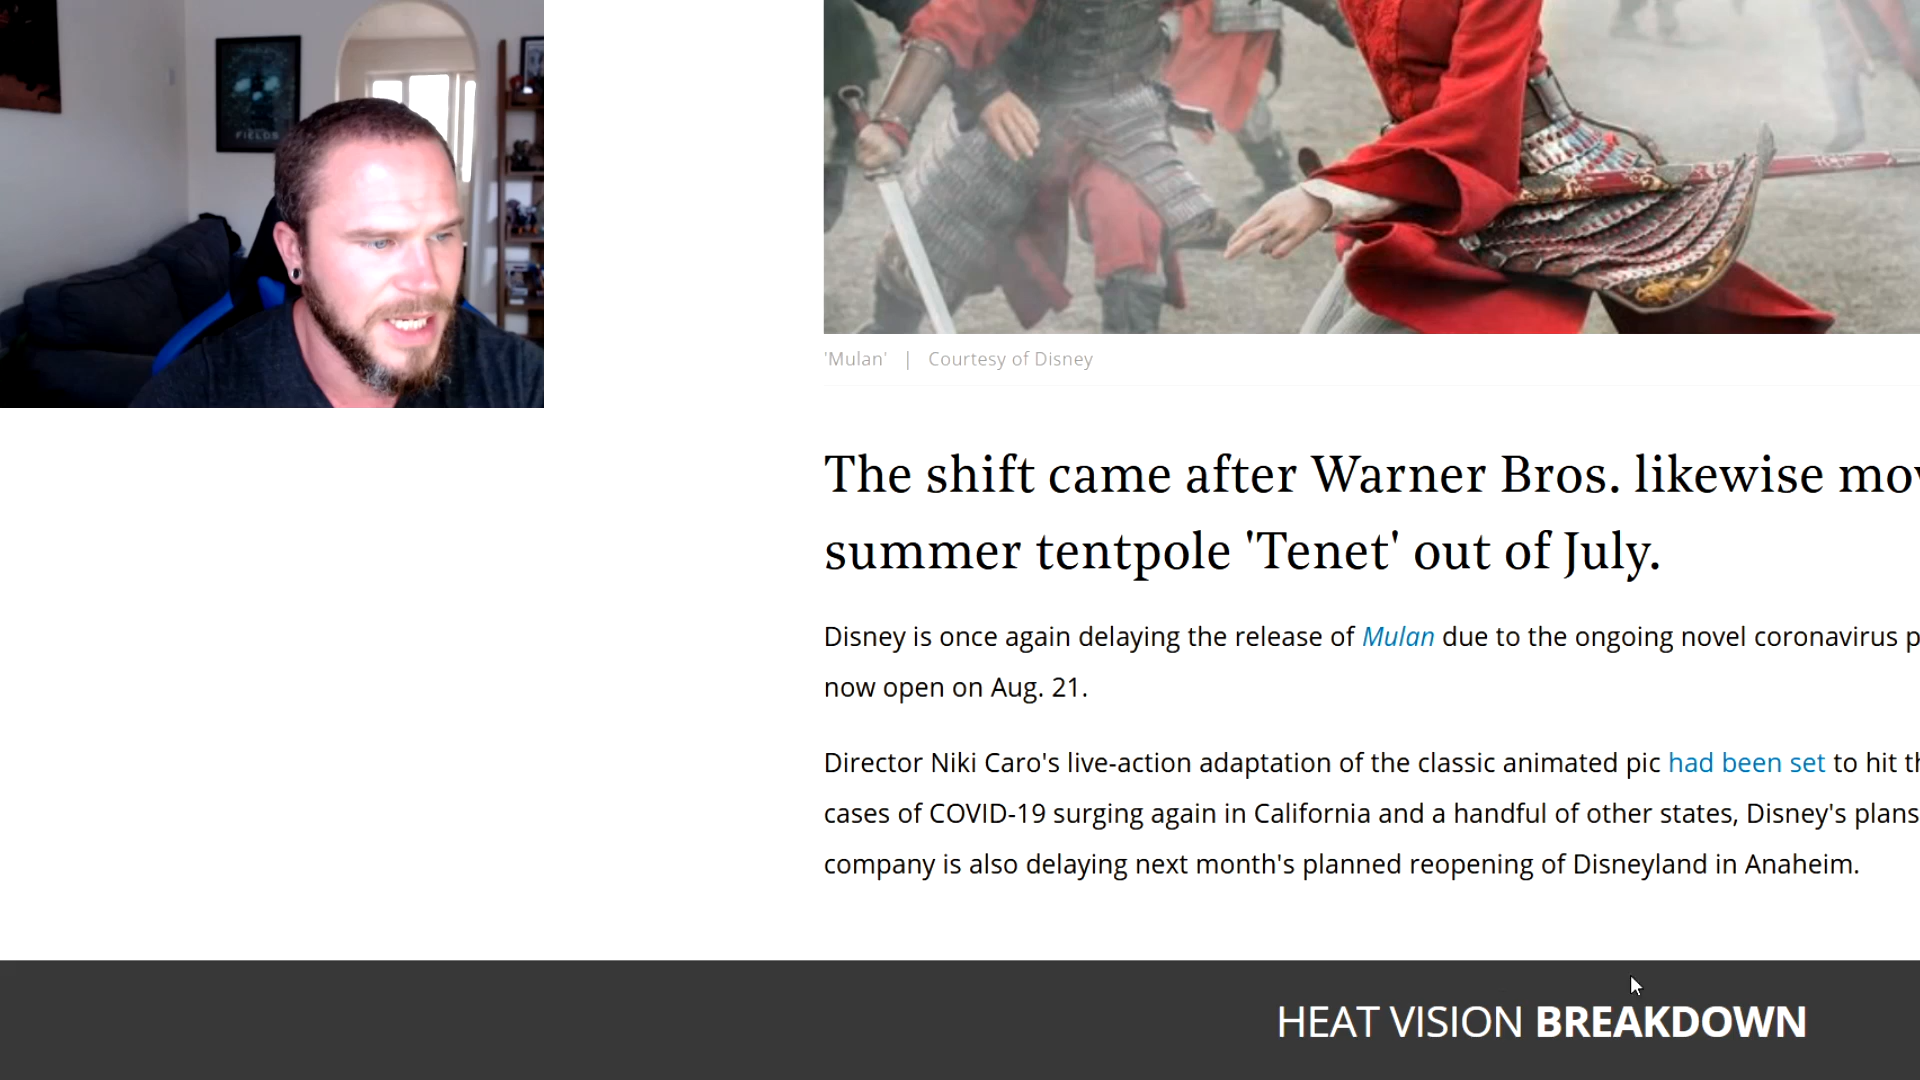 FIELDS
'Mulan' | Courtesy of Disney
The shift came after Warner Bros. likewise
summer tentpole 'Tenet' out of July.
Disney is once again delaying the release of Mulan due to the ongoing novel coronavirus
now open on Aug. 21.
Director Niki Caro's live-action adaptation of the classic animated pic had been set to hit
cases of COVID-19 surging again in California and a handful of other states, Disney's plans
company is also delaying next month's planned reopening of Disneyland in Anaheim.
HEAT VISION BREAKDOWN